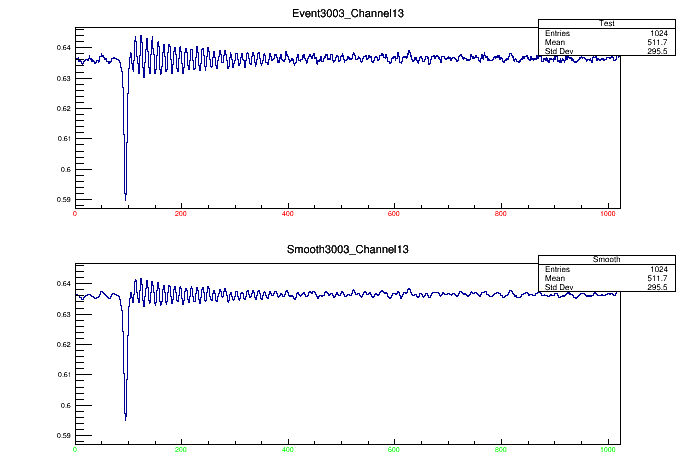 Event3003_Channel13
Test
Entries 1024
Mean 511.7
Std Dev 295.5
0.64
0.63
0.62
0.61
0.6
0.59
0 200 400 600 800 1000
Smooth3003_Channel13
Smooth
Entries 1024
Mean 511.7
Std Dev 295.5
0.64
0.63
0.62
0.61
0.6
0.59
0 200 400 600 800 1000